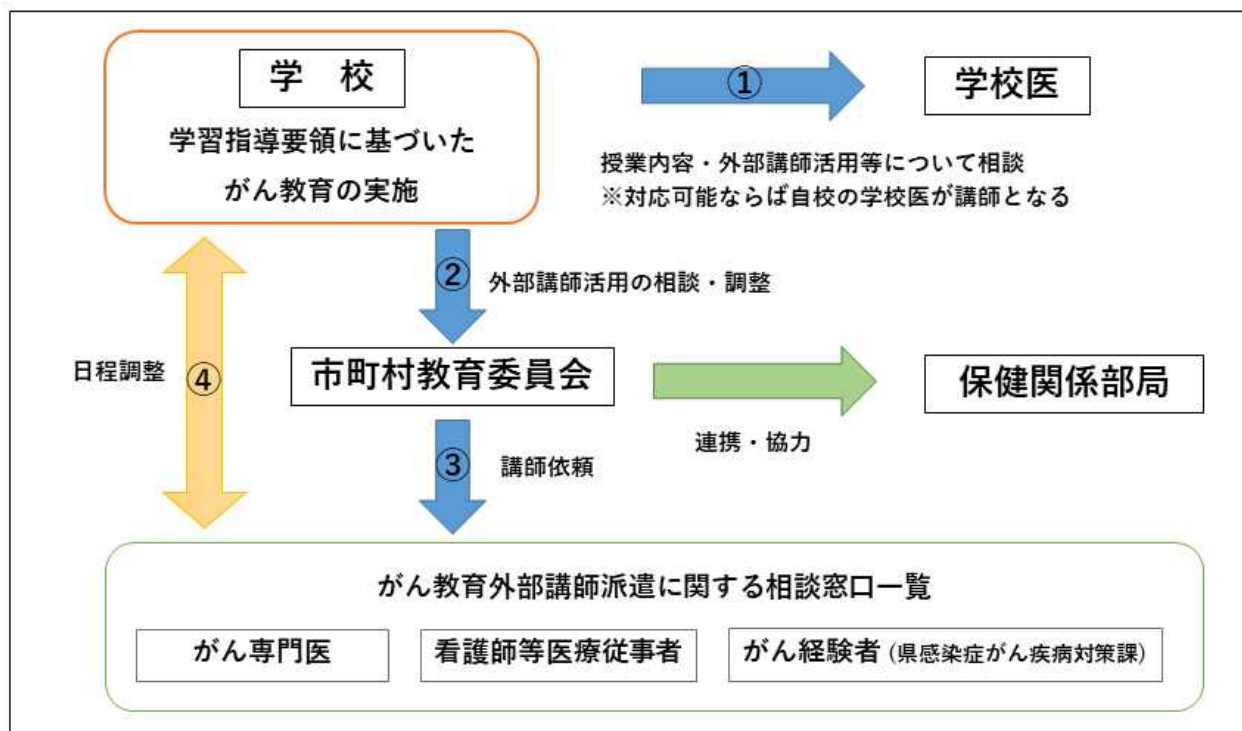 学　校
学習指導要領に基づいた
がん教育の実施
①
学校医
授業内容・外部講師活用等について相談
※対応可能ならば自校の学校医が講師となる
②
外部講師活用の相談・調整
日程調整
④
市町村教育委員会
保健関係部局
連携・協力
③
講師依頼
がん教育外部講師派遣に関する相談窓口一覧
がん専門医
看護師等医療従事者
がん経験者 (県感染症がん疾病対策課)